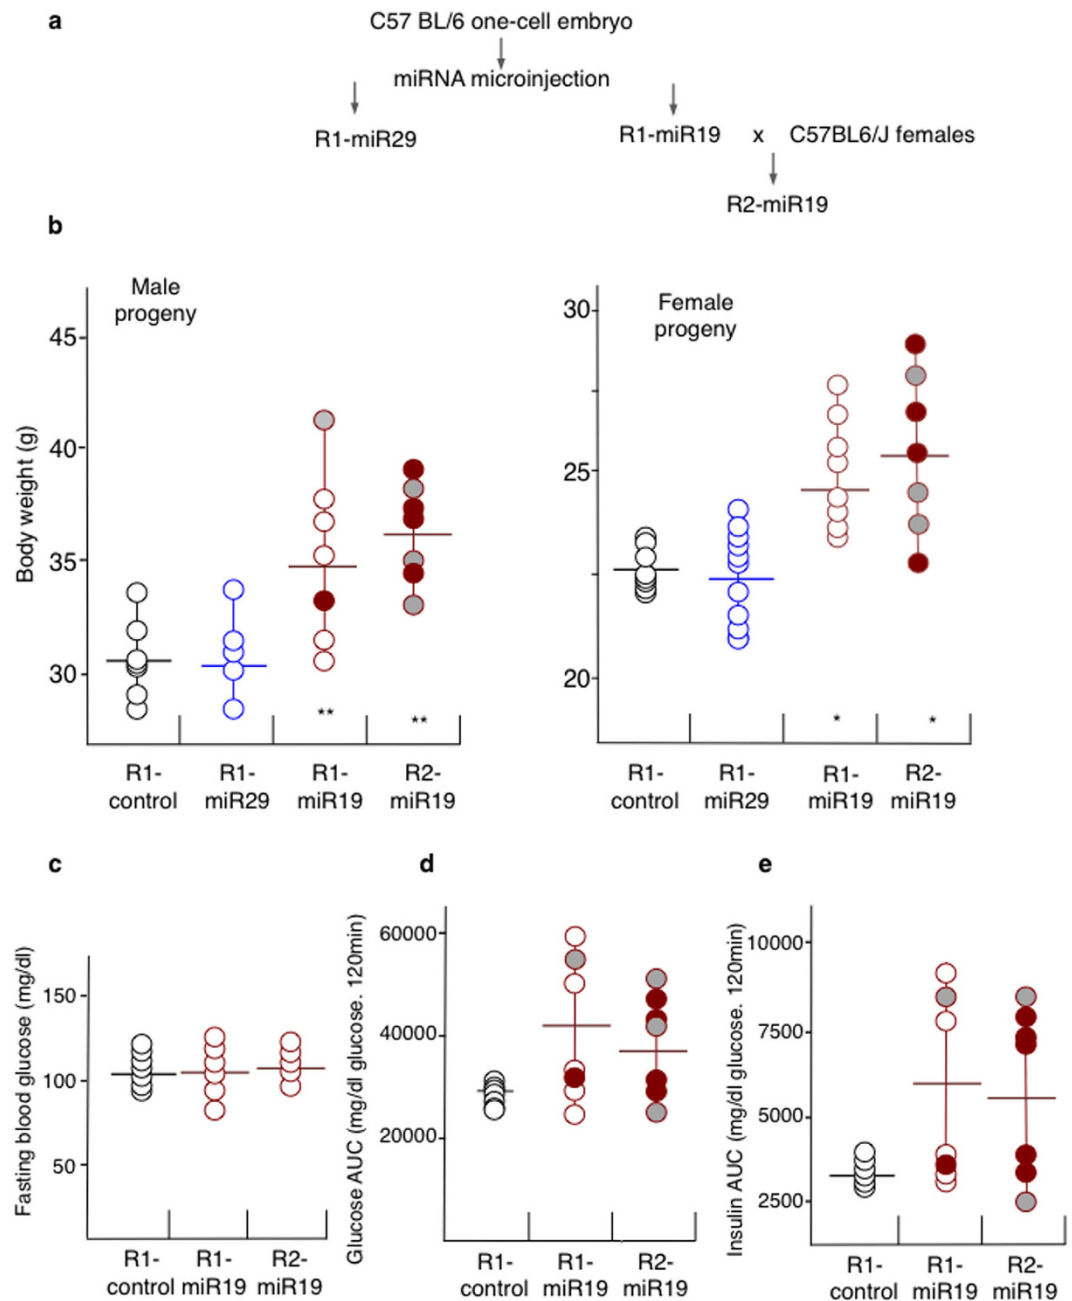 a
C57 BL/6 one-cell embryo
miRNA microinjection
R1-miR29
R1-miR19 x C57BL6/J females
R2-miR19
b
Male
progeny
Body weight (g)
45
40
35
30
**
**
R1-
control
R1-
miR29
R1-
miR19
R2-
miR19
Female
progeny
30
25
20
*
*
R1-
control
R1-
miR29
R1-
miR19
R2-
miR19
c
Fasting blood glucose (mg/dl)
150
100
50
R1-
control
R1-
miR19
R2-
miR19
d
Glucose AUC (mg/dl glucose. 120min)
60000
40000
20000
R1-
control
R1-
miR19
R2-
miR19
e
Insulin AUC (mg/dl glucose. 120min)
10000
7500
5000
2500
R1-
control
R1-
miR19
R2-
miR19